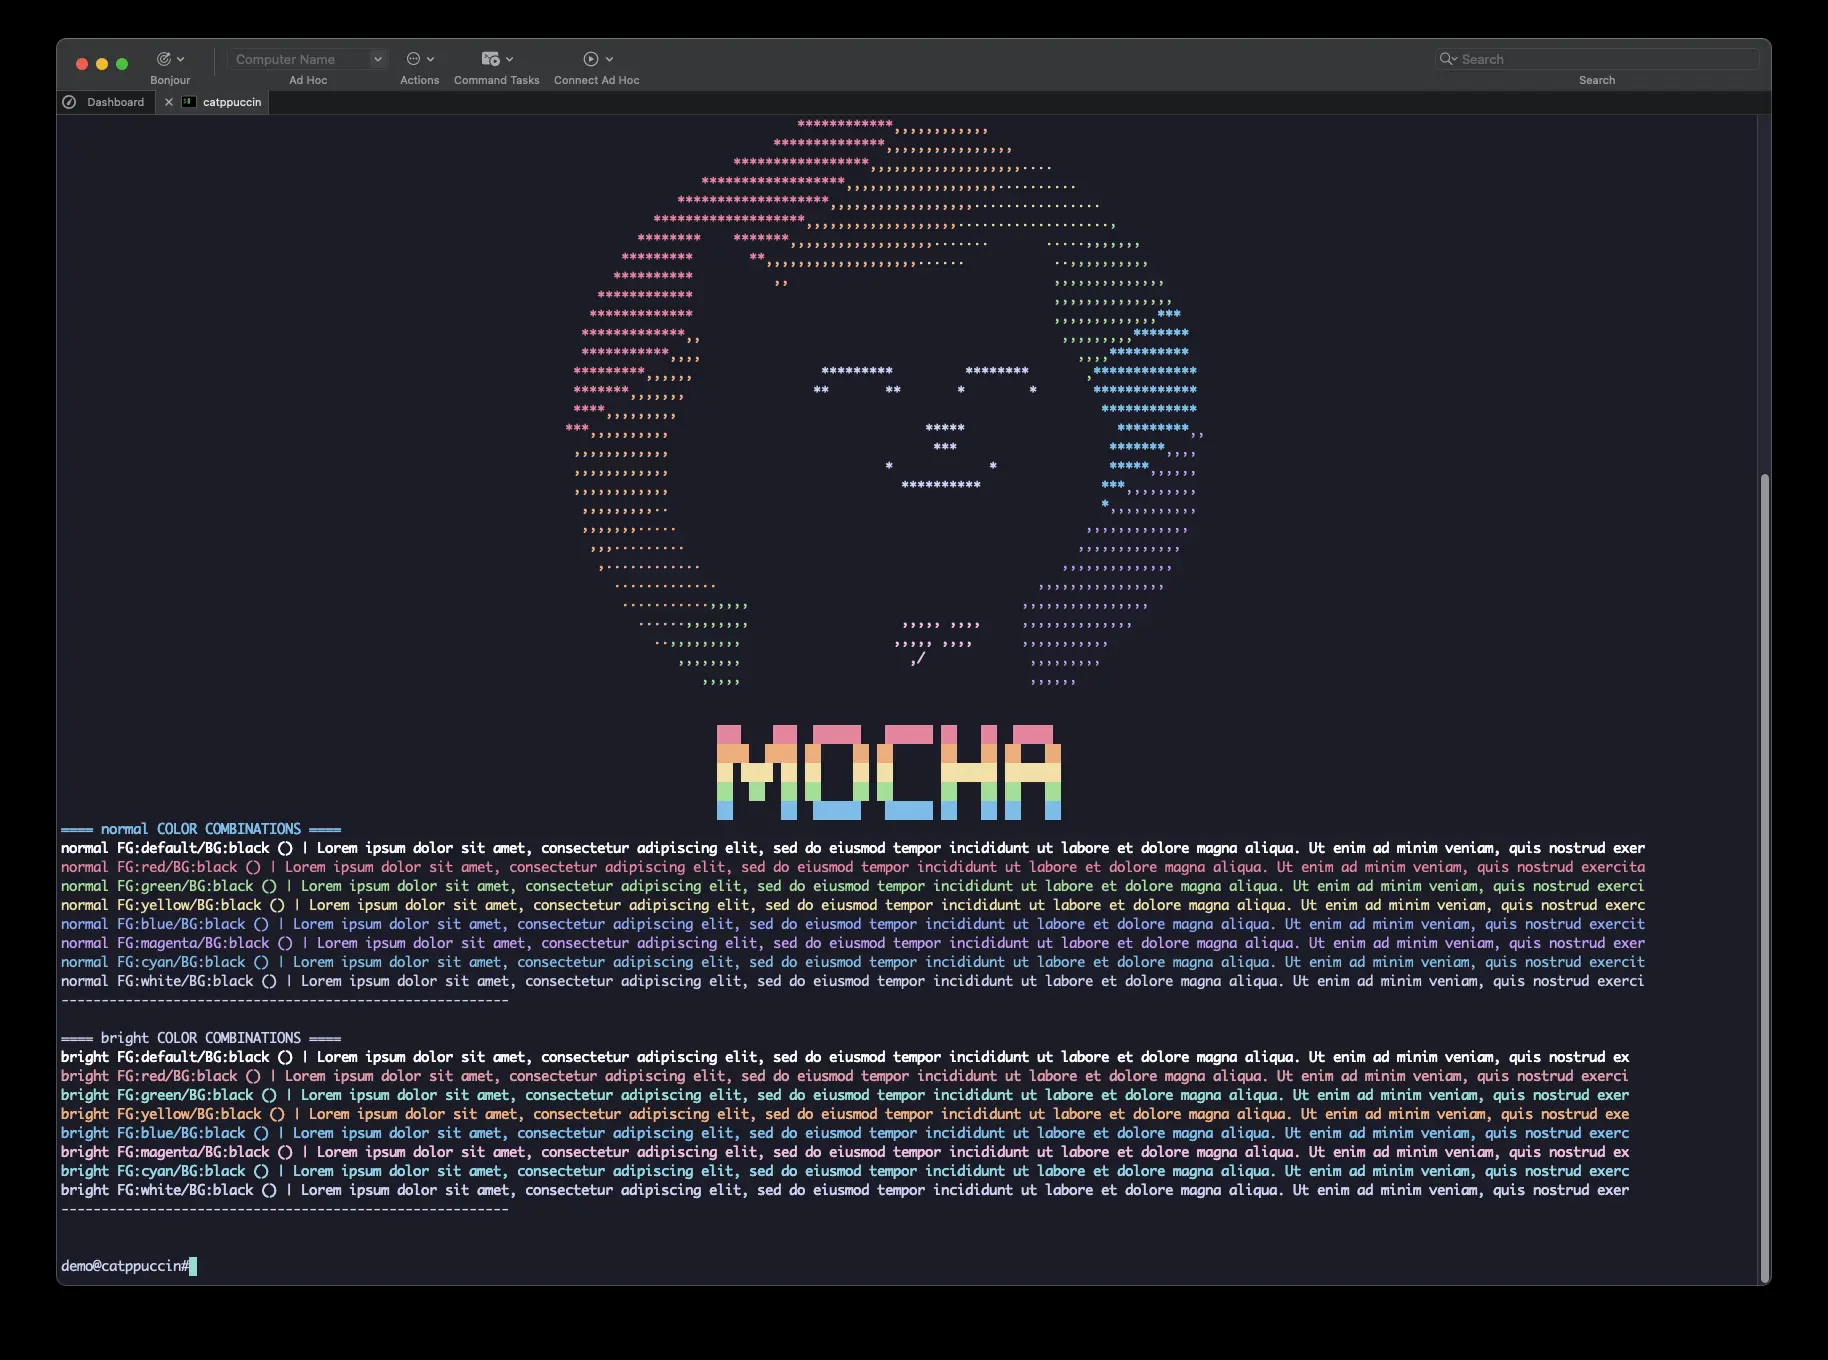 Bonjour
Computer Name
Ad Hoc
Actions
Command Tasks
Connect Ad Hoc
Search
Search
Dashboard
catppuccin
MOCHA
==== normal COLOR COMBINATIONS ====
normal FG:default/BG:black () | Lorem ipsum dolor sit amet, consectetur adipiscing elit, sed do eiusmod tempor incididunt ut labore et dolore magna aliqua. Ut enim ad minim veniam, quis nostrud exer
normal FG:red/BG:black () | Lorem ipsum dolor sit amet, consectetur adipiscing elit, sed do eiusmod tempor incididunt ut labore et dolore magna aliqua. Ut enim ad minim veniam, quis nostrud exercita
normal FG:green/BG:black () | Lorem ipsum dolor sit amet, consectetur adipiscing elit, sed do eiusmod tempor incididunt ut labore et dolore magna aliqua. Ut enim ad minim veniam, quis nostrud exerci
normal FG:yellow/BG:black () | Lorem ipsum dolor sit amet, consectetur adipiscing elit, sed do eiusmod tempor incididunt ut labore et dolore magna aliqua. Ut enim ad minim veniam, quis nostrud exerc
normal FG:blue/BG:black () | Lorem ipsum dolor sit amet, consectetur adipiscing elit, sed do eiusmod tempor incididunt ut labore et dolore magna aliqua. Ut enim ad minim veniam, quis nostrud exercit
normal FG:magenta/BG:black () | Lorem ipsum dolor sit amet, consectetur adipiscing elit, sed do eiusmod tempor incididunt ut labore et dolore magna aliqua. Ut enim ad minim veniam, quis nostrud exer
normal FG:cyan/BG:black () | Lorem ipsum dolor sit amet, consectetur adipiscing elit, sed do eiusmod tempor incididunt ut labore et dolore magna aliqua. Ut enim ad minim veniam, quis nostrud exercit
normal FG:white/BG:black () | Lorem ipsum dolor sit amet, consectetur adipiscing elit, sed do eiusmod tempor incididunt ut labore et dolore magna aliqua. Ut enim ad minim veniam, quis nostrud exerci
--------------------------------------------------------
==== bright COLOR COMBINATIONS ====
bright FG:default/BG:black () | Lorem ipsum dolor sit amet, consectetur adipiscing elit, sed do eiusmod tempor incididunt ut labore et dolore magna aliqua. Ut enim ad minim veniam, quis nostrud ex
bright FG:red/BG:black () | Lorem ipsum dolor sit amet, consectetur adipiscing elit, sed do eiusmod tempor incididunt ut labore et dolore magna aliqua. Ut enim ad minim veniam, quis nostrud exerci
bright FG:green/BG:black () | Lorem ipsum dolor sit amet, consectetur adipiscing elit, sed do eiusmod tempor incididunt ut labore et dolore magna aliqua. Ut enim ad minim veniam, quis nostrud exer
bright FG:yellow/BG:black () | Lorem ipsum dolor sit amet, consectetur adipiscing elit, sed do eiusmod tempor incididunt ut labore et dolore magna aliqua. Ut enim ad minim veniam, quis nostrud exe
bright FG:blue/BG:black () | Lorem ipsum dolor sit amet, consectetur adipiscing elit, sed do eiusmod tempor incididunt ut labore et dolore magna aliqua. Ut enim ad minim veniam, quis nostrud exerc
bright FG:magenta/BG:black () | Lorem ipsum dolor sit amet, consectetur adipiscing elit, sed do eiusmod tempor incididunt ut labore et dolore magna aliqua. Ut enim ad minim veniam, quis nostrud ex
bright FG:cyan/BG:black () | Lorem ipsum dolor sit amet, consectetur adipiscing elit, sed do eiusmod tempor incididunt ut labore et dolore magna aliqua. Ut enim ad minim veniam, quis nostrud exerc
bright FG:white/BG:black () | Lorem ipsum dolor sit amet, consectetur adipiscing elit, sed do eiusmod tempor incididunt ut labore et dolore magna aliqua. Ut enim ad minim veniam, quis nostrud exer
--------------------------------------------------------
demo@catppuccin#